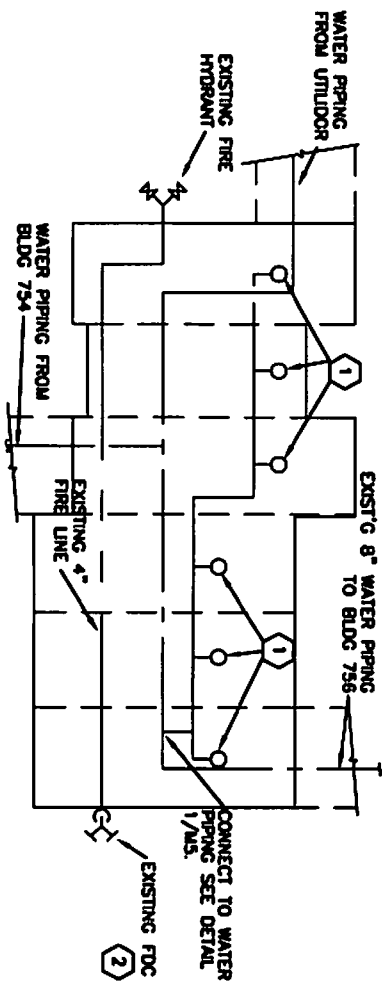 WATER PIPING
FROM UTILIDOR
EXISTING FIRE
HYDRANT
WATER PIPING FROM
BLDG 754
1
EXIST'G 8" WATER PIPING
TO BLDG 756
EXISTING 4"
FIRE LINE
1
CONNECT TO WATER
PIPING SEE DETAIL
1/M5.
EXISTING FDC
2